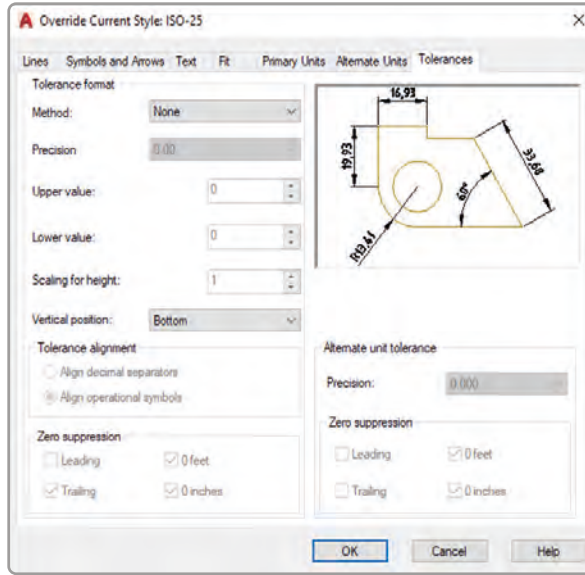 Override Current Style: ISO-25
Lines Symbols and Arrows Text Fit Primary Units Alternate Units Tolerances
Tolerance format
Method: None
Precision 0.00
Upper value: 0
Lower value: 0
Scaling for height: 1
Vertical position: Bottom
Tolerance alignment
Align decimal separators
Align operational symbols
Zero suppression
Leading 0 feet
Trailing 0 inches
16,93
19,93
33,68
60°
R13,61
Alternate unit tolerance
Precision: 0.000
Zero suppression
Leading 0 feet
Trailing 0 inches
OK Cancel Help